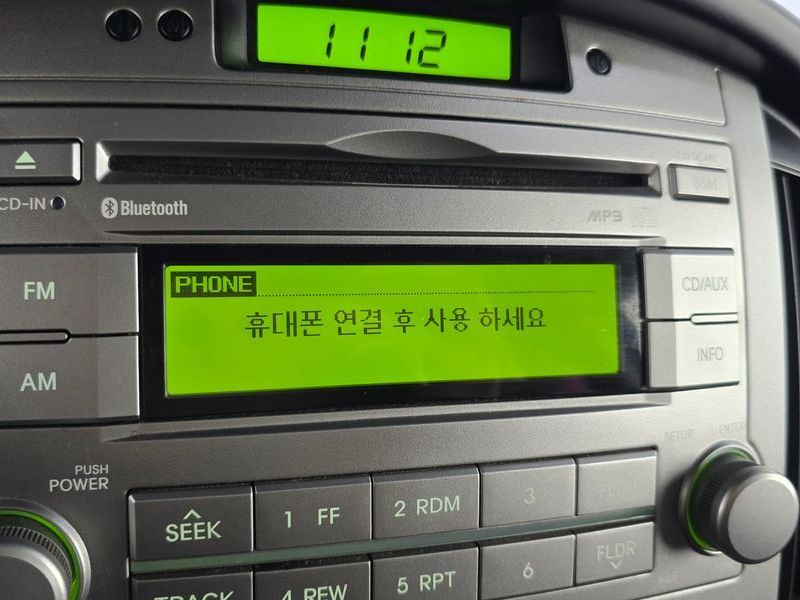 11 12
CD-IN
Bluetooth
MP3
FM
PHONE
CD/AUX
휴대폰 연결 후 사용 하세요
INFO
AM
SETUP
ENTER
PUSH
POWER
SEEK
1 FF
2 RDM
3
FLDR
TRACK
4 REW
5 RPT
6
FLDR